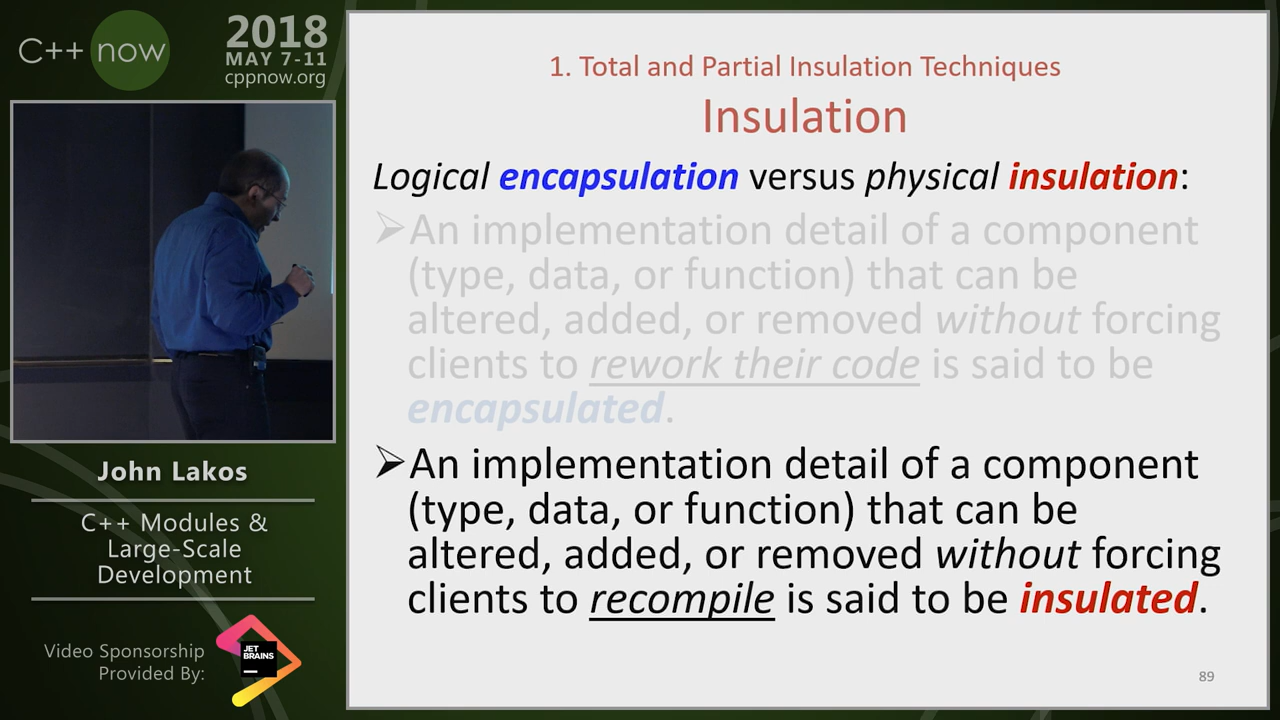 C++ now
2018
MAY 7-11
cppnow.org
John Lakos
C++ Modules &
Large-Scale
Development
Video Sponsorship
Provided By:
JET
BRAINS
1. Total and Partial Insulation Techniques
Insulation
Logical encapsulation versus physical insulation:
➢An implementation detail of a component
(type, data, or function) that can be
altered, added, or removed without forcing
clients to rework their code is said to be
encapsulated.
➢An implementation detail of a component
(type, data, or function) that can be
altered, added, or removed without forcing
clients to recompile is said to be insulated.
89